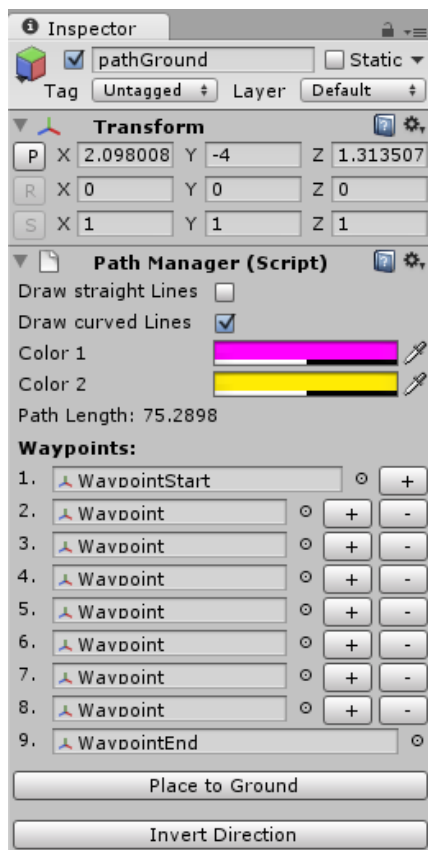 Inspector
pathGround Static
Tag Untagged Layer Default
Transform
P X 2.098008 Y -4 Z 1.313507
R X 0 Y 0 Z 0
S X 1 Y 1 Z 1
Path Manager (Script)
Draw straight Lines
Draw curved Lines
Color 1
Color 2
Path Length: 75.2898
Waypoints:
1. WaypointStart +
2. Waypoint + -
3. Waypoint + -
4. Waypoint + -
5. Waypoint + -
6. Waypoint + -
7. Waypoint + -
8. Waypoint + -
9. WaypointEnd
Place to Ground
Invert Direction